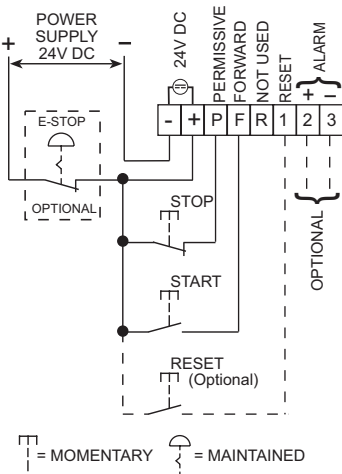 POWER
SUPPLY
24V DC
+
−
24V DC
PERMISSIVE
FORWARD
NOT USED
RESET
ALARM
+
−
- + P F R 1 2 3
E-STOP
OPTIONAL
STOP
OPTIONAL
START
RESET
(Optional)
= MOMENTARY
= MAINTAINED